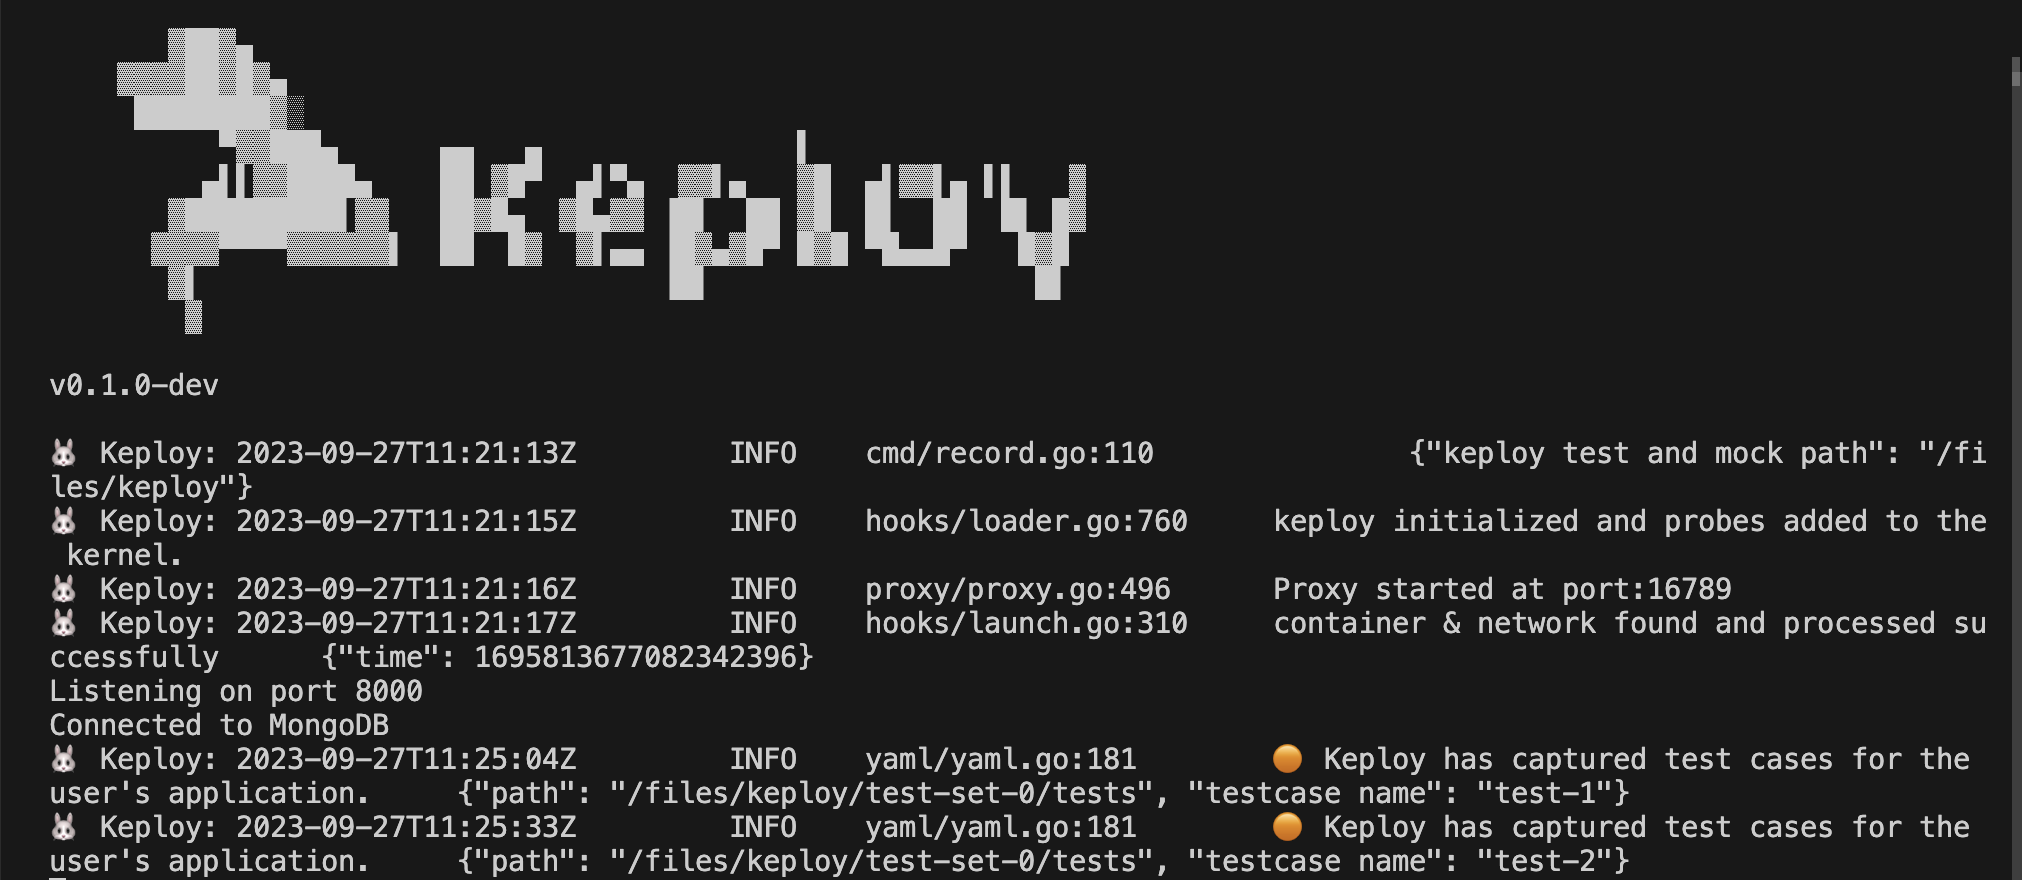 Keploy
v0.1.0-dev
🐰 Keploy: 2023-09-27T11:21:13Z INFO cmd/record.go:110 {"keploy test and mock path": "/fi
les/keploy"}
🐰 Keploy: 2023-09-27T11:21:15Z INFO hooks/loader.go:760 keploy initialized and probes added to the
kernel.
🐰 Keploy: 2023-09-27T11:21:16Z INFO proxy/proxy.go:496 Proxy started at port:16789
🐰 Keploy: 2023-09-27T11:21:17Z INFO hooks/launch.go:310 container & network found and processed su
ccessfully {"time": 1695813677082342396}
Listening on port 8000
Connected to MongoDB
🐰 Keploy: 2023-09-27T11:25:04Z INFO yaml/yaml.go:181 🟠 Keploy has captured test cases for the
user's application. {"path": "/files/keploy/test-set-0/tests", "testcase name": "test-1"}
🐰 Keploy: 2023-09-27T11:25:33Z INFO yaml/yaml.go:181 🟠 Keploy has captured test cases for the
user's application. {"path": "/files/keploy/test-set-0/tests", "testcase name": "test-2"}